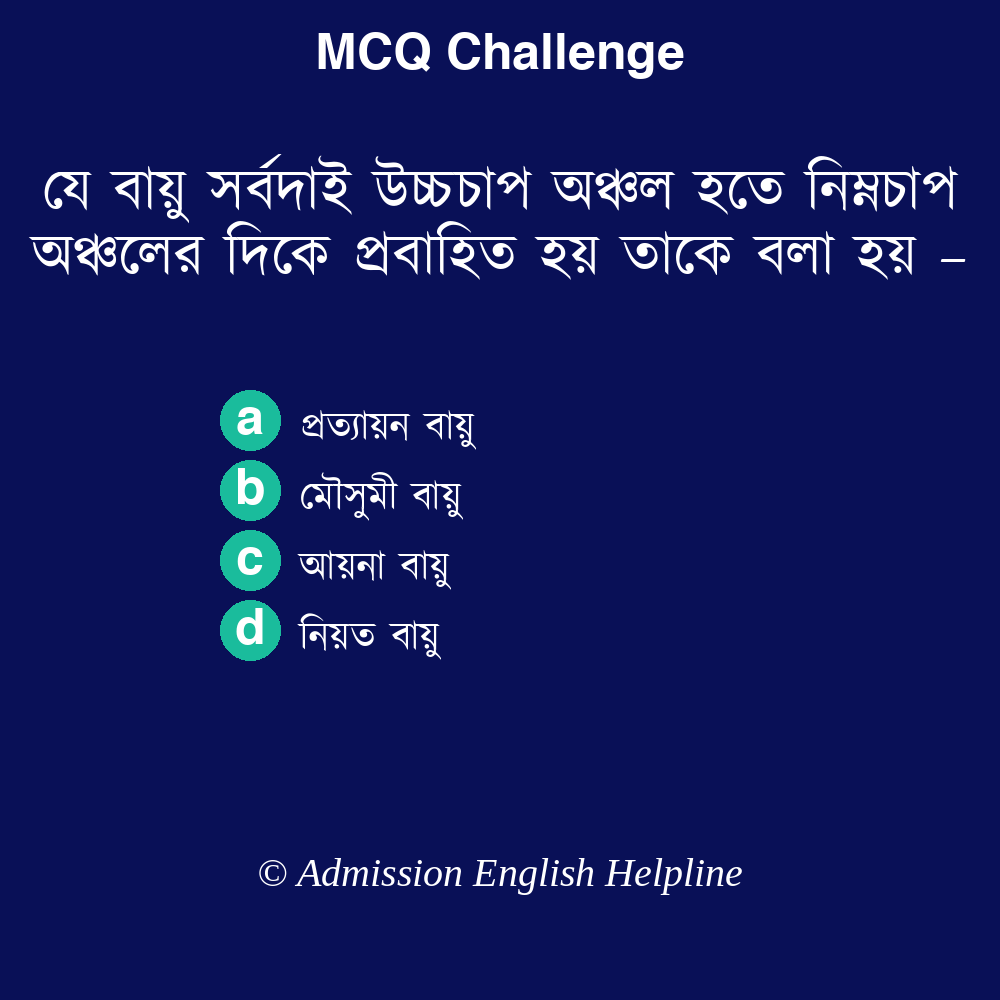 MCQ Challenge
যে বায়ু সর্বদাই উচ্চচাপ অঞ্চল হতে নিম্নচাপ
অঞ্চলের দিকে প্রবাহিত হয় তাকে বলা হয় –
a প্রত্যায়ন বায়ু
b মৌসুমী বায়ু
c আয়না বায়ু
d নিয়ত বায়ু
© Admission English Helpline